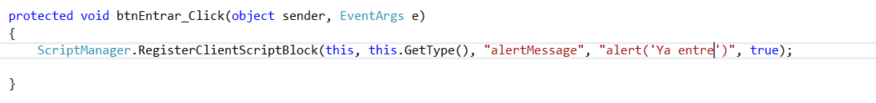 protected void btnEntrar_Click(object sender, EventArgs e)
{
ScriptManager.RegisterClientScriptBlock(this, this.GetType(), "alertMessage", "alert('Ya entre')", true);
}